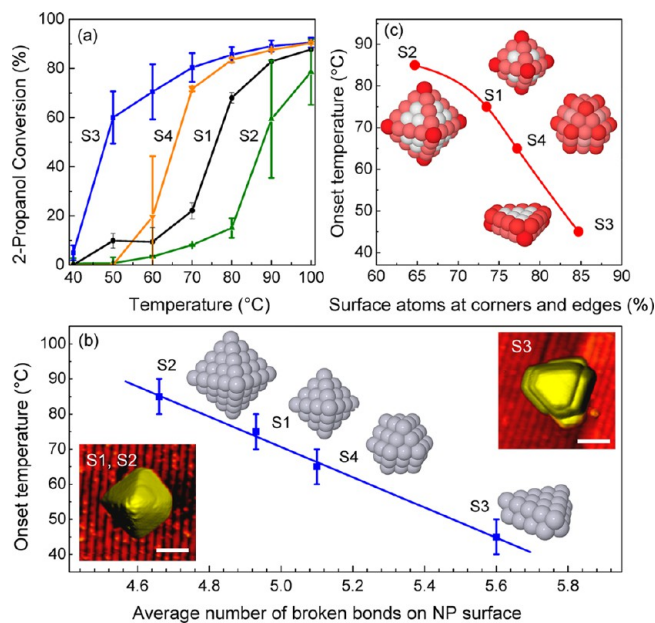 (a)
2-Propanol Conversion (%)
100
80
60
40
20
0
S3
S4
S1
S2
40 50 60 70 80 90 100
Temperature (°C)
(c)
Onset temperature (°C)
90
80
70
60
50
40
S2
S1
S4
S3
60 65 70 75 80 85 90
Surface atoms at corners and edges (%)
(b)
Onset temperature (°C)
100
90
80
70
60
50
40
S2
S1
S4
S3
S1, S2
S3
4.6 4.8 5.0 5.2 5.4 5.6 5.8
Average number of broken bonds on NP surface